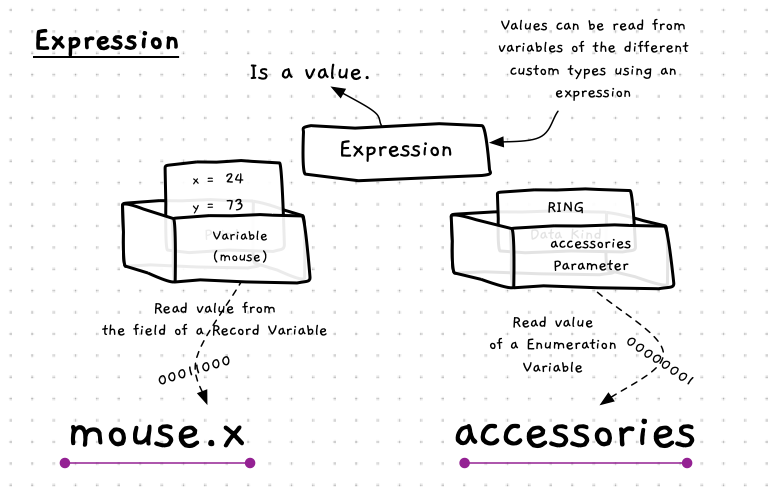 Expression
Values can be read from
variables of the different
custom types using an
expression
Is a value.
Expression
x = 24
y = 73
Variable
(mouse)
RING
Data Kind
accessories
Parameter
Read value from
the field of a Record Variable
00011000
Read value
of a Enumeration
Variable
00000001
mouse.x
accessories